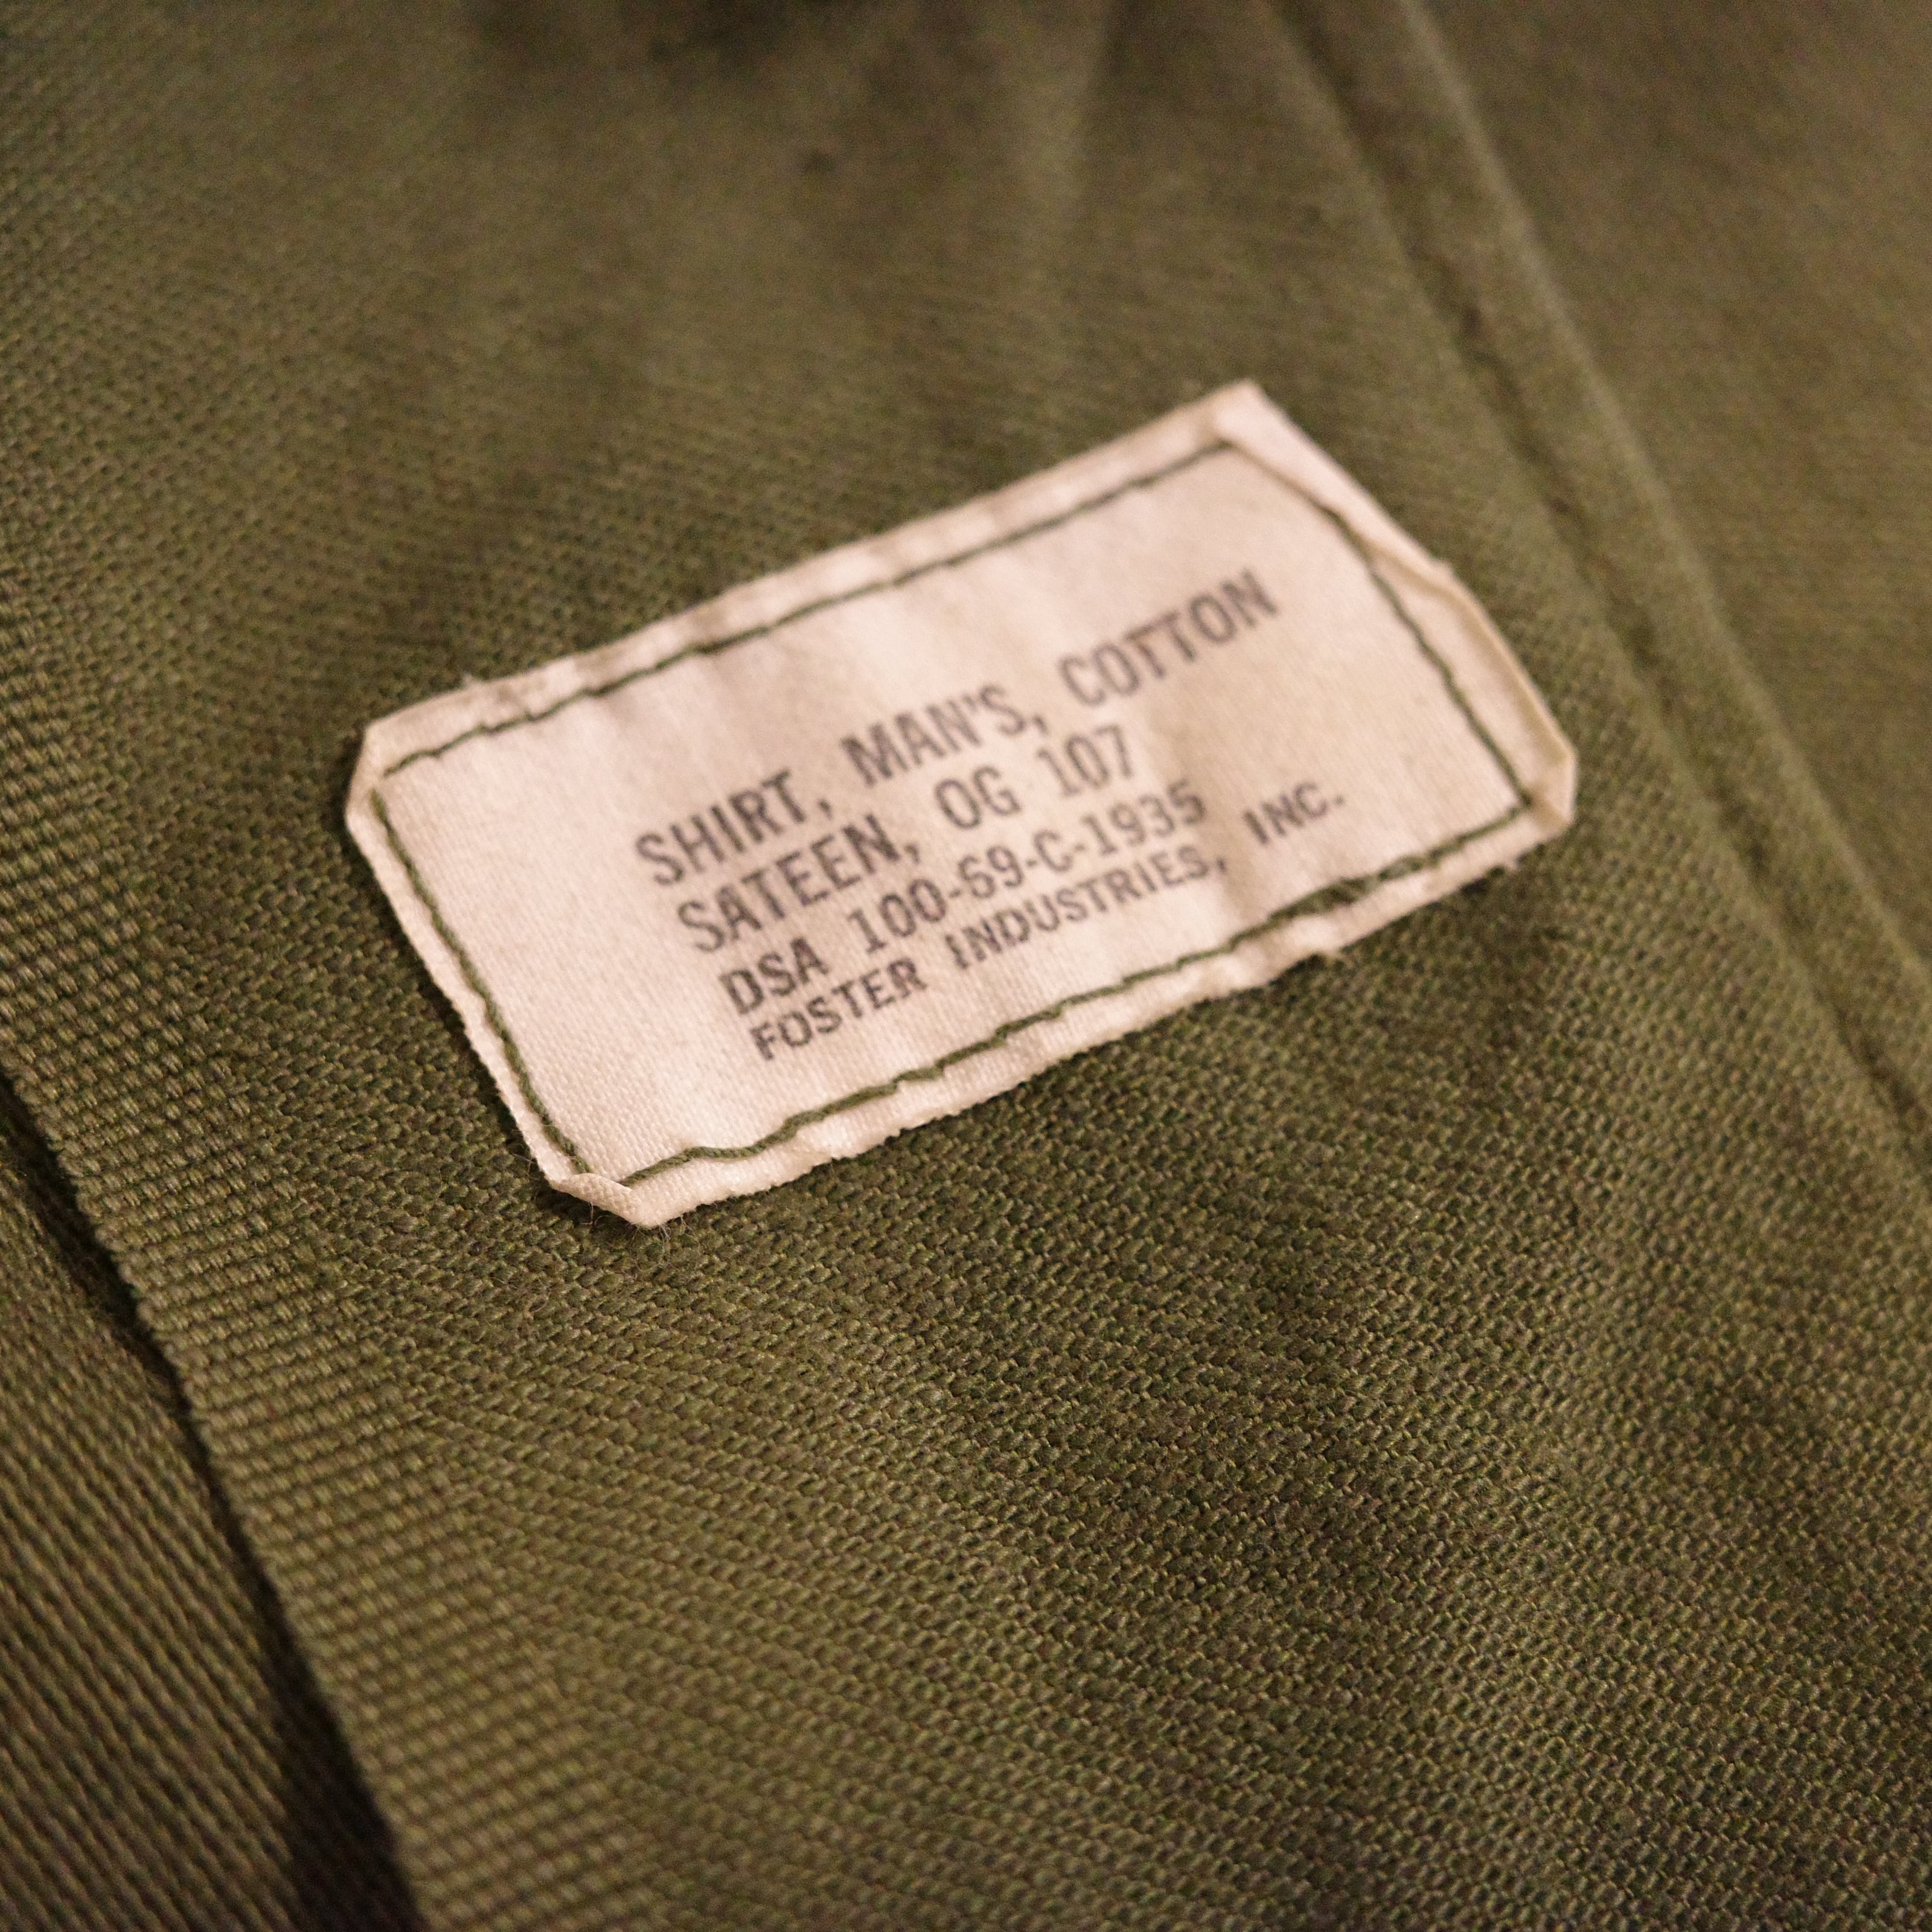 SHIRT, MAN'S, COTTON
SATEEN, OG 107
DSA 100-69-C-1935
FOSTER INDUSTRIES, INC.